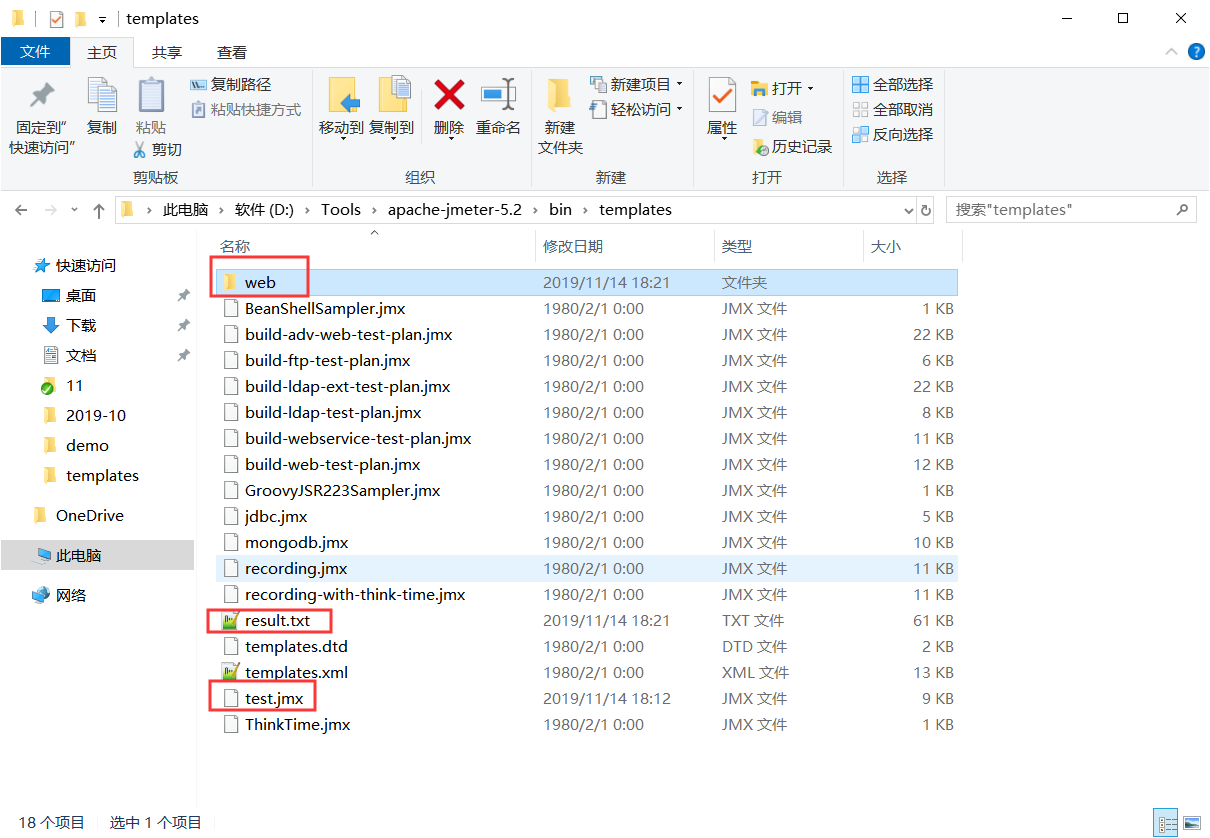 templates
文件 主页 共享 查看
固定到"快速访问"
复制
粘贴
复制路径
粘贴快捷方式
剪切
剪贴板
移动到 复制到 删除 重命名
组织
新建文件夹
新建项目
轻松访问
新建
属性
打开
编辑
历史记录
打开
全部选择
全部取消
反向选择
选择
此电脑 › 软件 (D:) › Tools › apache-jmeter-5.2 › bin › templates
搜索"templates"
快速访问
桌面
下载
文档
11
2019-10
demo
templates
OneDrive
此电脑
网络
名称 修改日期 类型 大小
web 2019/11/14 18:21 文件夹
BeanShellSampler.jmx 1980/2/1 0:00 JMX 文件 1 KB
build-adv-web-test-plan.jmx 1980/2/1 0:00 JMX 文件 22 KB
build-ftp-test-plan.jmx 1980/2/1 0:00 JMX 文件 6 KB
build-ldap-ext-test-plan.jmx 1980/2/1 0:00 JMX 文件 22 KB
build-ldap-test-plan.jmx 1980/2/1 0:00 JMX 文件 8 KB
build-webservice-test-plan.jmx 1980/2/1 0:00 JMX 文件 11 KB
build-web-test-plan.jmx 1980/2/1 0:00 JMX 文件 12 KB
GroovyJSR223Sampler.jmx 1980/2/1 0:00 JMX 文件 1 KB
jdbc.jmx 1980/2/1 0:00 JMX 文件 5 KB
mongodb.jmx 1980/2/1 0:00 JMX 文件 10 KB
recording.jmx 1980/2/1 0:00 JMX 文件 11 KB
recording-with-think-time.jmx 1980/2/1 0:00 JMX 文件 11 KB
result.txt 2019/11/14 18:21 TXT 文件 61 KB
templates.dtd 1980/2/1 0:00 DTD 文件 2 KB
templates.xml 1980/2/1 0:00 XML 文件 13 KB
test.jmx 2019/11/14 18:12 JMX 文件 9 KB
ThinkTime.jmx 1980/2/1 0:00 JMX 文件 1 KB
18 个项目 选中 1 个项目